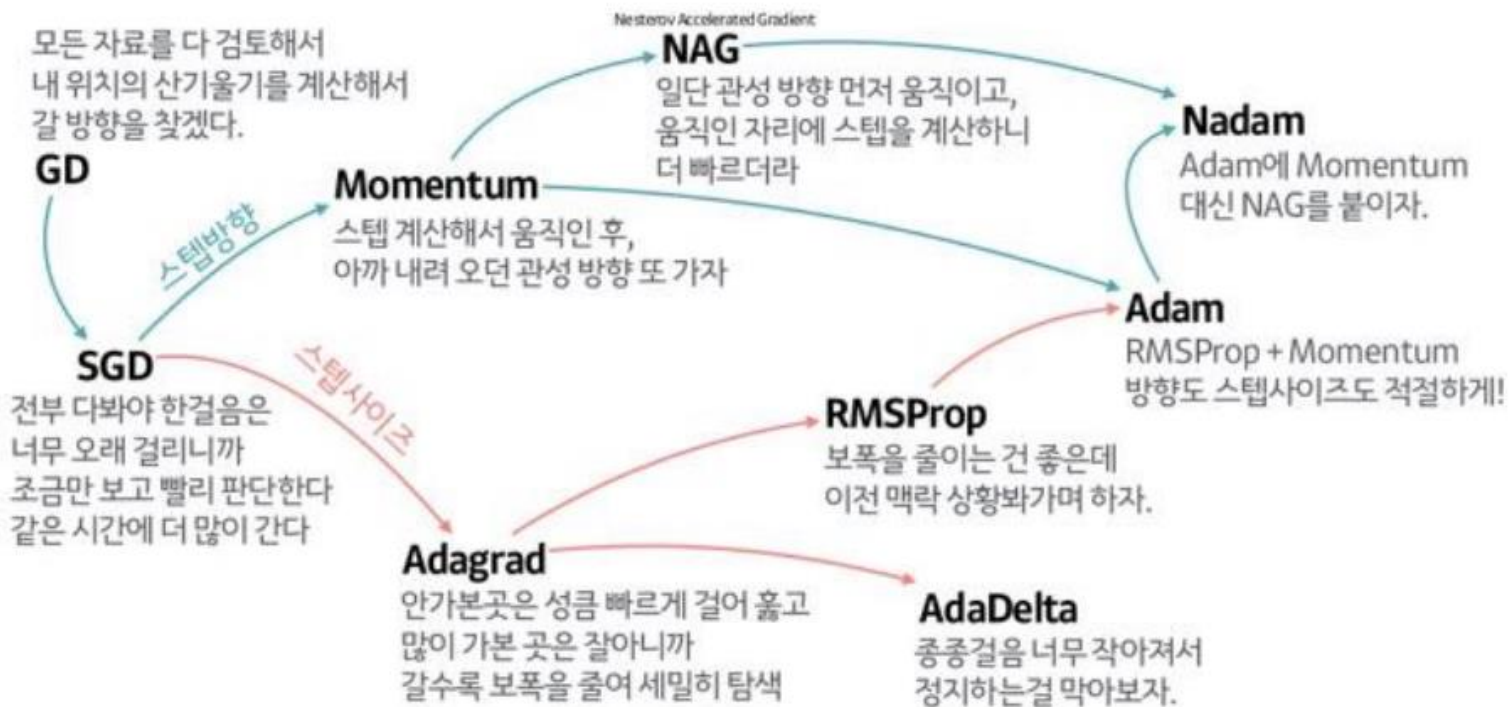 모든 자료를 다 검토해서
내 위치의 산기울기를 계산해서
갈 방향을 찾겠다.
GD
스텝방향
Momentum
스텝 계산해서 움직인 후,
아까 내려 오던 관성 방향 또 가자
Nesterov Accelerated Gradient
NAG
일단 관성 방향 먼저 움직이고,
움직인 자리에 스텝을 계산하니
더 빠르더라
Nadam
Adam에 Momentum
대신 NAG를 붙이자.
SGD
전부 다봐야 한걸음은
너무 오래 걸리니까
조금만 보고 빨리 판단한다
같은 시간에 더 많이 간다
스텝사이즈
Adagrad
안가본곳은 성큼 빠르게 걸어 훑고
많이 가본 곳은 잘아니까
갈수록 보폭을 줄여 세밀히 탐색
RMSProp
보폭을 줄이는 건 좋은데
이전 맥락 상황봐가며 하자.
Adam
RMSProp + Momentum
방향도 스텝사이즈도 적절하게!
AdaDelta
종종걸음 너무 작아져서
정지하는걸 막아보자.